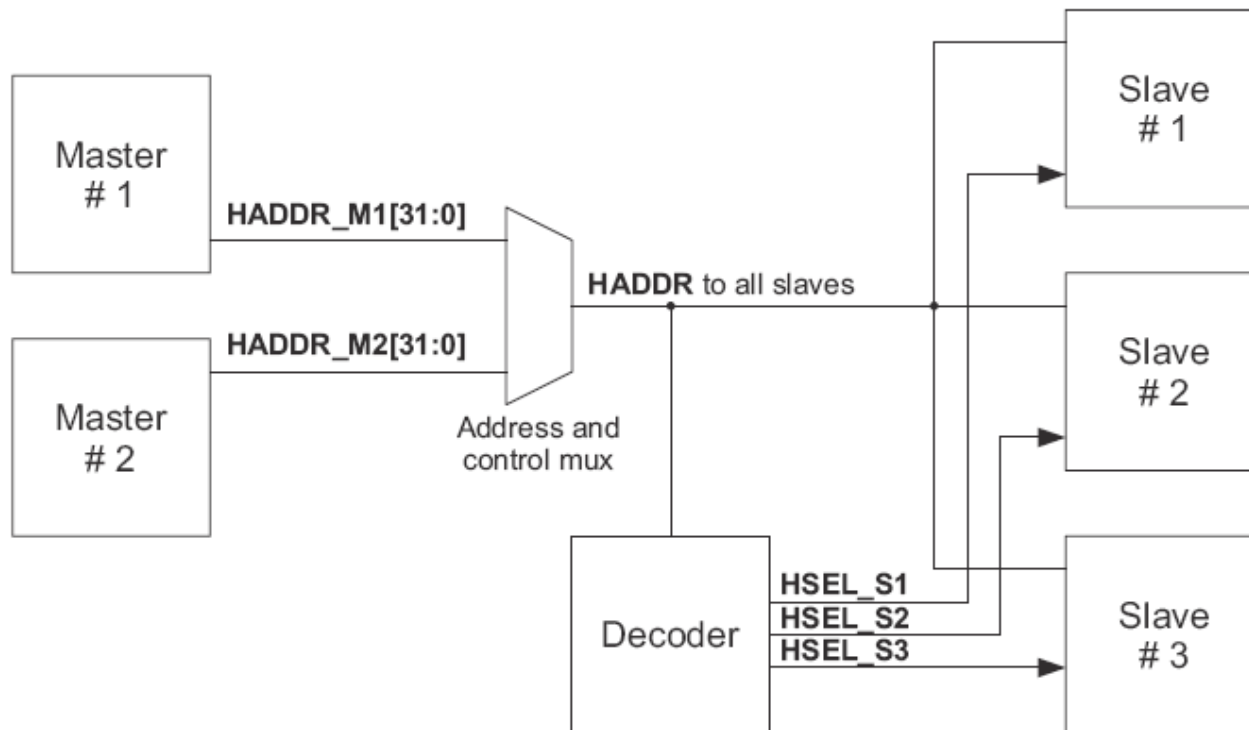 Master
# 1
HADDR_M1[31:0]
Master
# 2
HADDR_M2[31:0]
Address and
control mux
HADDR to all slaves
Decoder
HSEL_S1
HSEL_S2
HSEL_S3
Slave
# 1
Slave
# 2
Slave
# 3